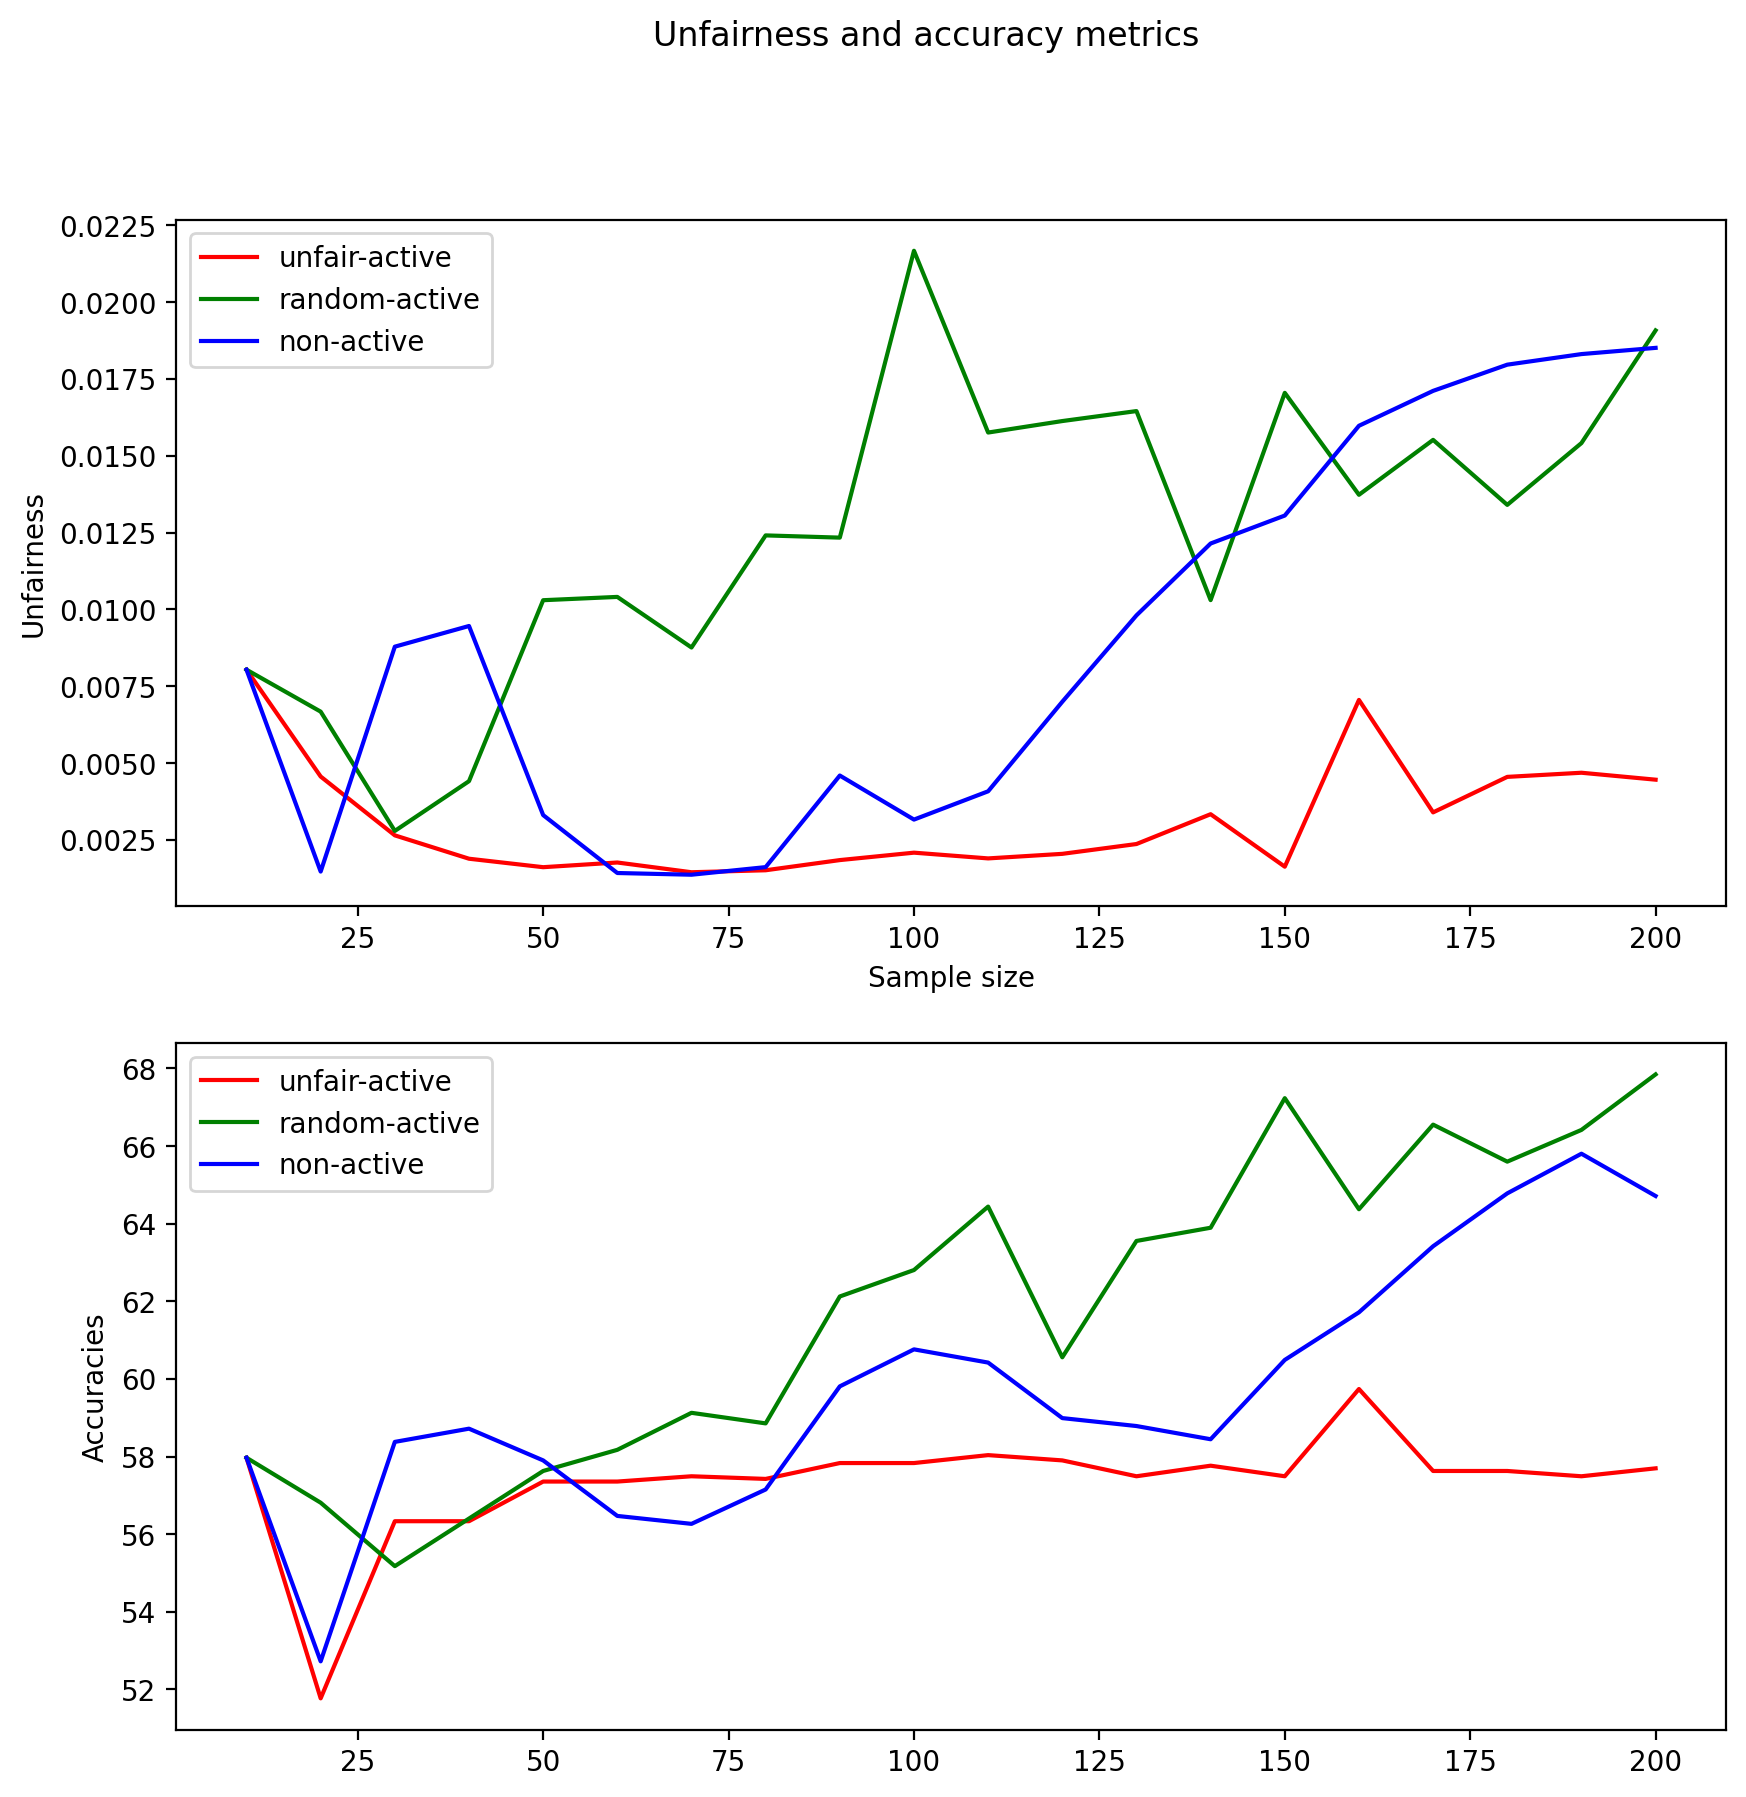 Unfairness and accuracy metrics
0.0225
0.0200
0.0175
0.0150
0.0125
0.0100
0.0075
0.0050
0.0025
Unfairness
unfair-active
random-active
non-active
25 50 75 100 125 150 175 200
Sample size
68
66
64
62
60
58
56
54
52
Accuracies
unfair-active
random-active
non-active
25 50 75 100 125 150 175 200